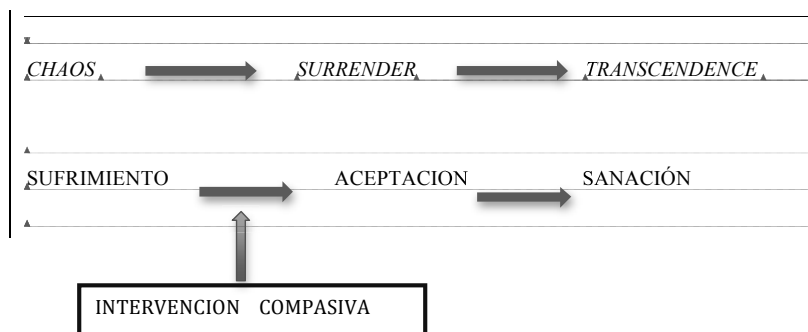 CHAOS SURRENDER TRANSCENDENCE
SUFRIMIENTO ACEPTACION SANACIÓN
INTERVENCION COMPASIVA